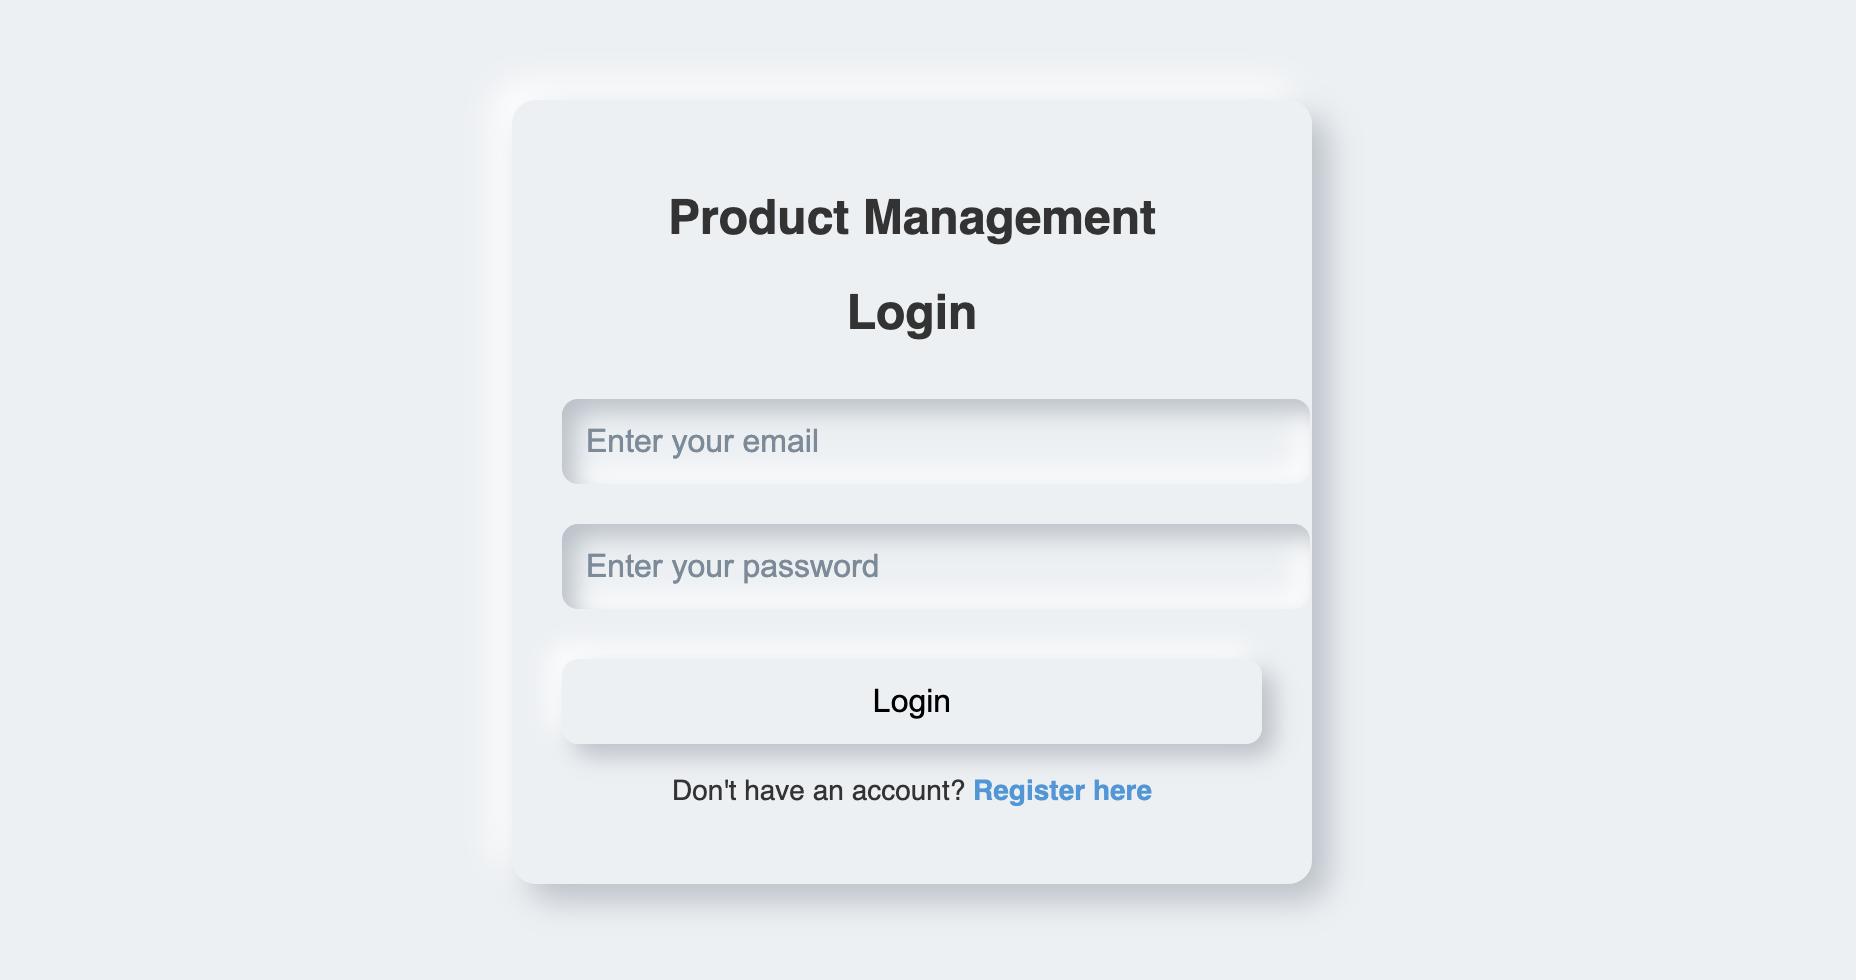 Product Management
Login
Enter your email
Enter your password
Login
Don't have an account? Register here